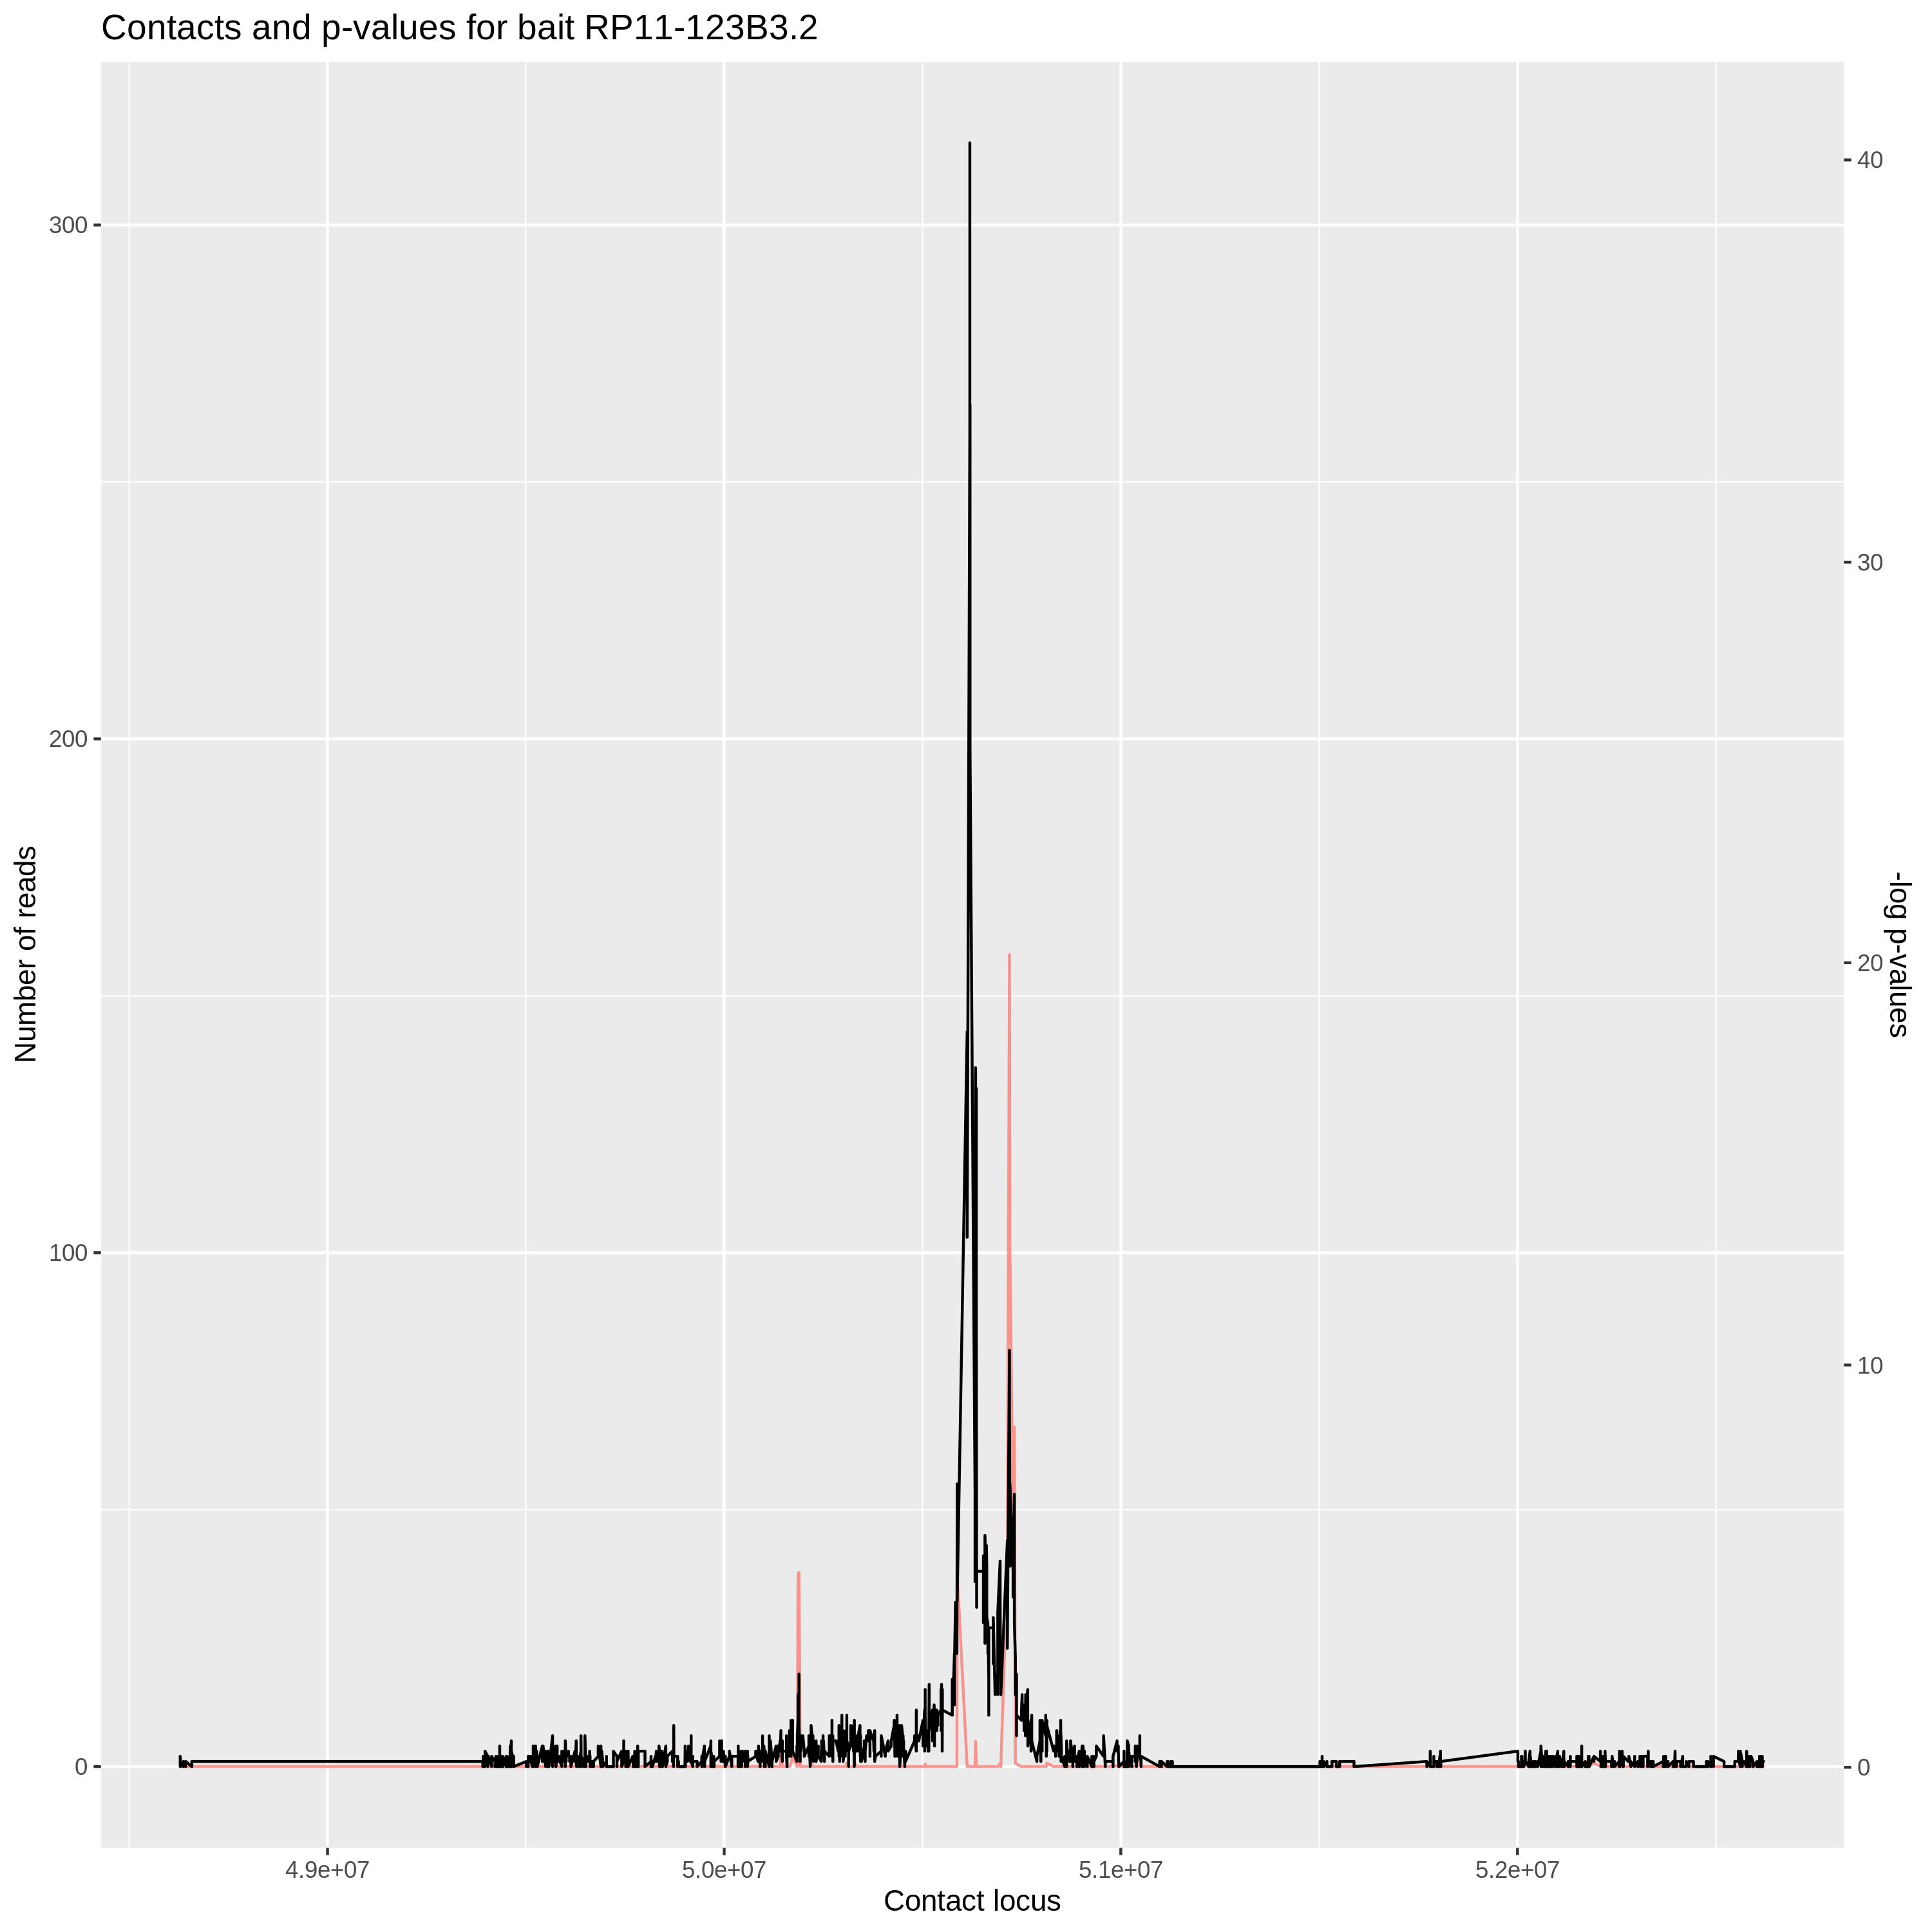 Contacts and p-values for bait RP11-123B3.2
300
200
100
0
Number of reads
40
30
20
10
0
-log p-values
4.9e+07
5.0e+07
5.1e+07
5.2e+07
Contact locus